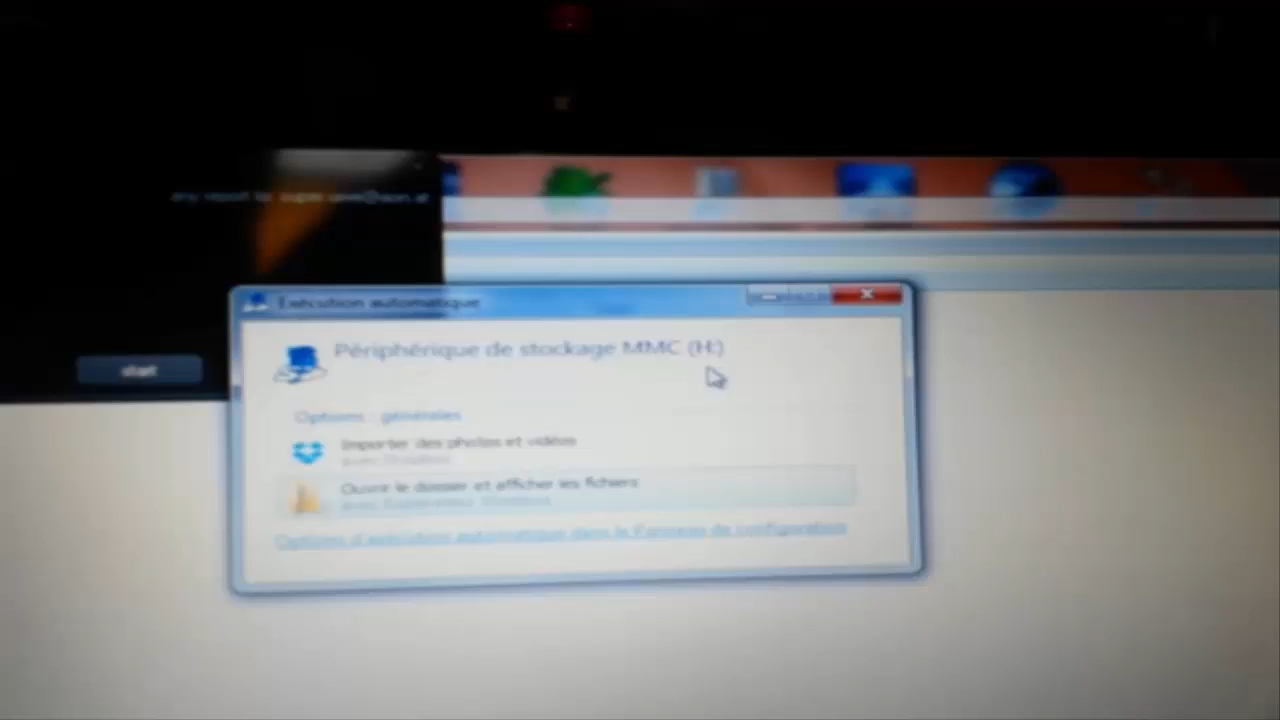 Exécution automatique
Périphérique de stockage MMC (H:)
Options : générales
Importer des photos et vidéos
Ouvrir le dossier et afficher les fichiers
Options d'exécution automatique dans le Panneau de configuration
start